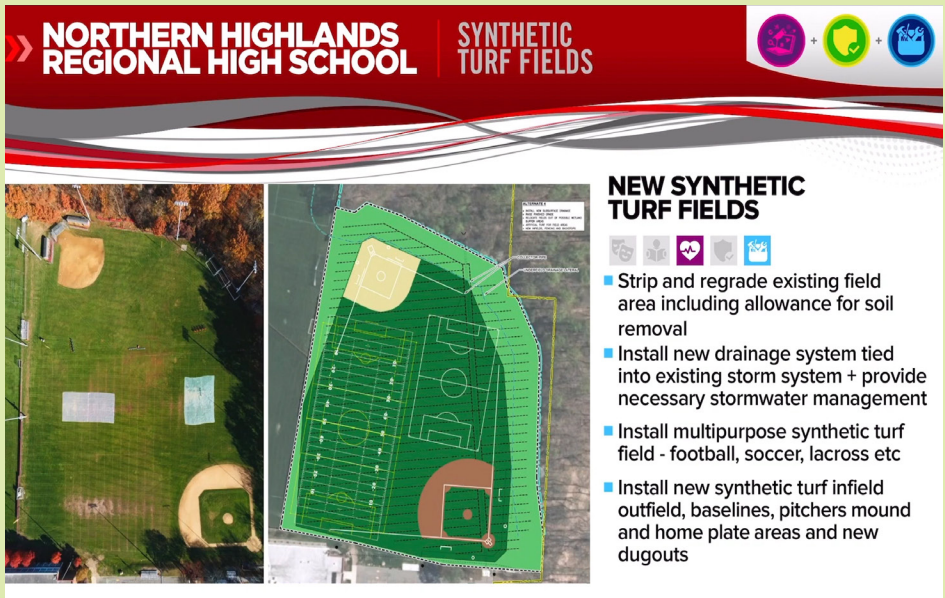 NORTHERN HIGHLANDS
REGIONAL HIGH SCHOOL
SYNTHETIC
TURF FIELDS
+
+
ALTERNATE A
NEW SYNTHETIC
TURF FIELDS
Strip and regrade existing field
area including allowance for soil
removal
Install new drainage system tied
into existing storm system + provide
necessary stormwater management
Install multipurpose synthetic turf
field - football, soccer, lacross etc
Install new synthetic turf infield
outfield, baselines, pitchers mound
and home plate areas and new
dugouts